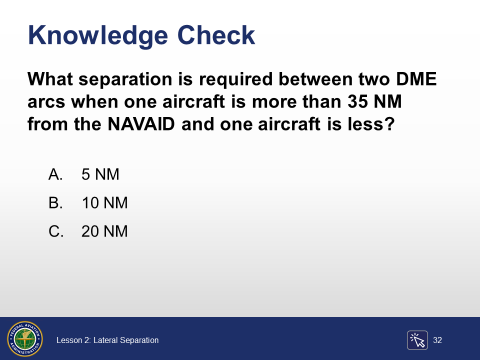 Knowledge Check
What separation is required between two DME
arcs when one aircraft is more than 35 NM
from the NAVAID and one aircraft is less?
A. 5 NM
B. 10 NM
C. 20 NM
Lesson 2: Lateral Separation
32